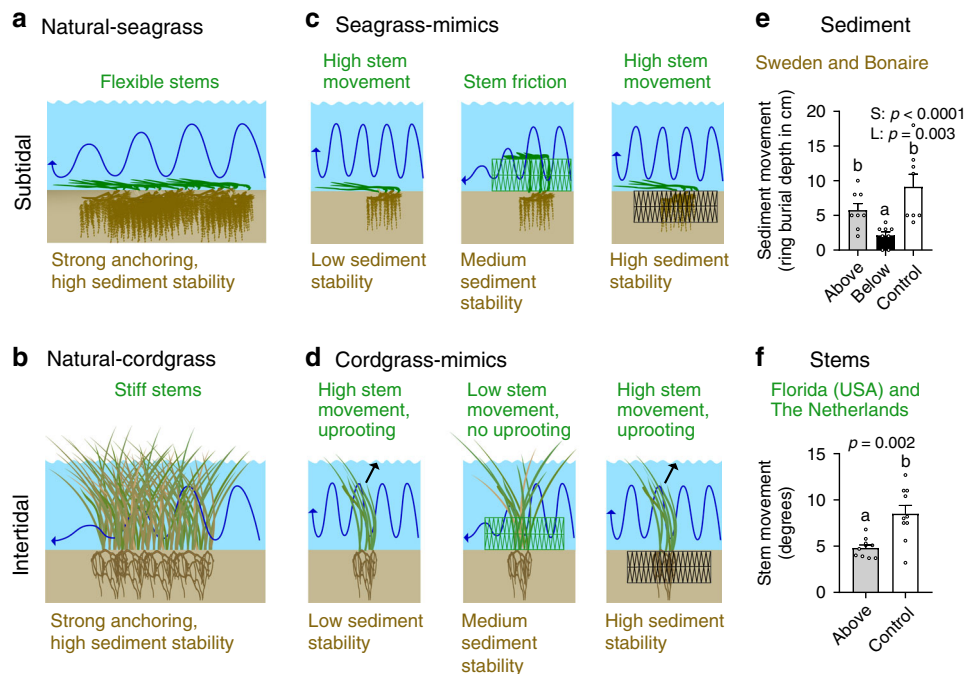 a Natural-seagrass
Flexible stems
Subtidal
Strong anchoring,
high sediment stability
c Seagrass-mimics
High stem
movement
Stem friction
High stem
movement
Low sediment
stability
Medium
sediment
stability
High sediment
stability
e Sediment
Sweden and Bonaire
S: p < 0.0001
L: p = 0.003
Sediment movement
(ring burial depth in cm)
20
15
10
5
0
b
a
b
Above
Below
Control
b Natural-cordgrass
Stiff stems
Intertidal
Strong anchoring,
high sediment stability
d Cordgrass-mimics
High stem
movement,
uprooting
Low stem
movement,
no uprooting
High stem
movement,
uprooting
Low sediment
stability
Medium
sediment
stability
High sediment
stability
f Stems
Florida (USA) and
The Netherlands
p = 0.002
Stem movement
(degrees)
15
10
5
0
a
b
Above
Control